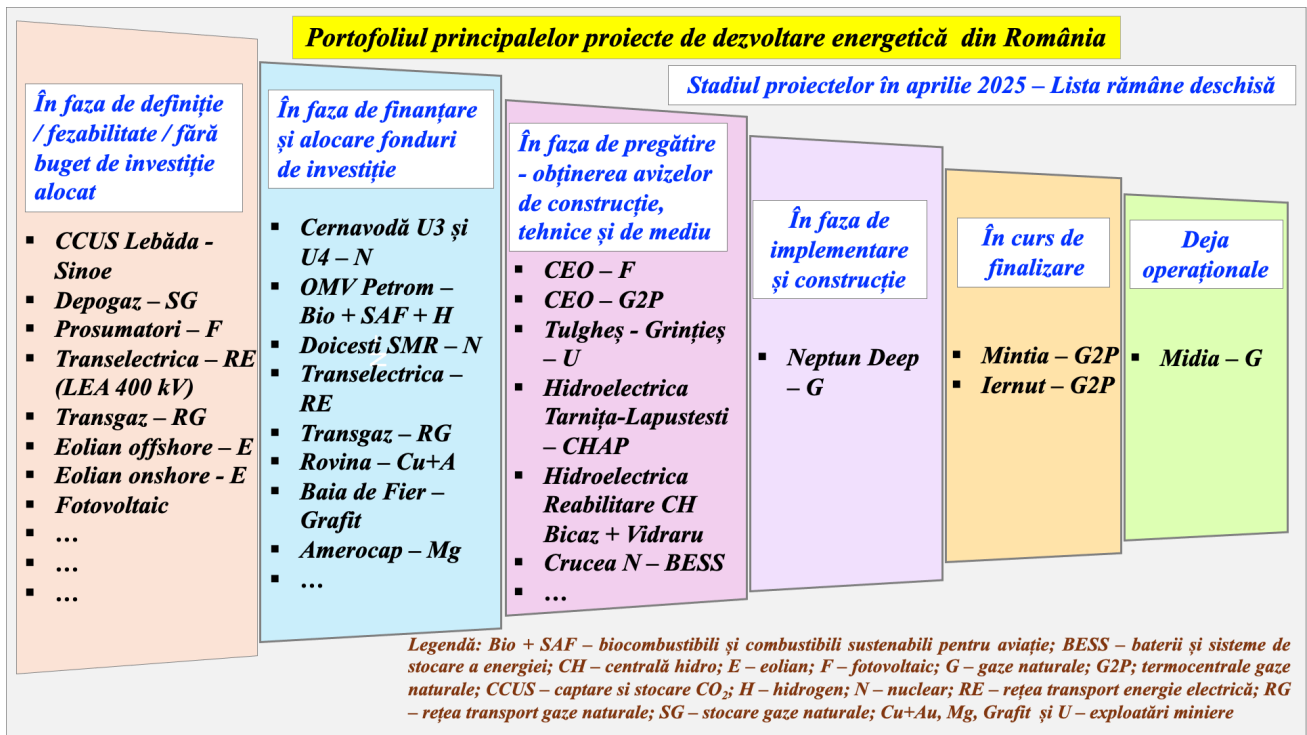 Portofoliul principalelor proiecte de dezvoltare energetică din România
Stadiul proiectelor în aprilie 2025 – Lista rămâne deschisă
În faza de definiție
/ fezabilitate / fără
buget de investiție
alocat
▪ CCUS Lebăda -
Sinoe
▪ Depogaz – SG
▪ Prosumatori – F
▪ Transelectrica – RE
(LEA 400 kV)
▪ Transgaz – RG
▪ Eolian offshore – E
▪ Eolian onshore - E
▪ Fotovoltaic
▪ …
▪ …
▪ …
În faza de finanțare
și alocare fonduri
de investiție
▪ Cernavodă U3 și
U4 – N
▪ OMV Petrom –
Bio + SAF + H
▪ Doicesti SMR – N
▪ Transelectrica –
RE
▪ Transgaz – RG
▪ Rovina – Cu+A
▪ Baia de Fier –
Grafit
▪ Amerocap – Mg
▪ …
În faza de pregătire
- obținerea avizelor
de construcție,
tehnice și de mediu
▪ CEO – F
▪ CEO – G2P
▪ Tulgheș - Grințieș
– U
▪ Hidroelectrica
Tarnița-Lapustesti
– CHAP
▪ Hidroelectrica
Reabilitare CH
Bicaz + Vidraru
▪ Crucea N – BESS
▪ …
În faza de
implementare
și construcție
▪ Neptun Deep
– G
În curs de
finalizare
▪ Mintia – G2P
▪ Iernut – G2P
Deja
operaționale
▪ Midia – G
Legendă: Bio + SAF – biocombustibili și combustibili sustenabili pentru aviație; BESS – baterii și sisteme de
stocare a energiei; CH – centrală hidro; E – eolian; F – fotovoltaic; G – gaze naturale; G2P; termocentrale gaze
naturale; CCUS – captare si stocare CO₂; H – hidrogen; N – nuclear; RE – rețea transport energie electrică; RG
– rețea transport gaze naturale; SG – stocare gaze naturale; Cu+Au, Mg, Grafit și U – exploatări miniere